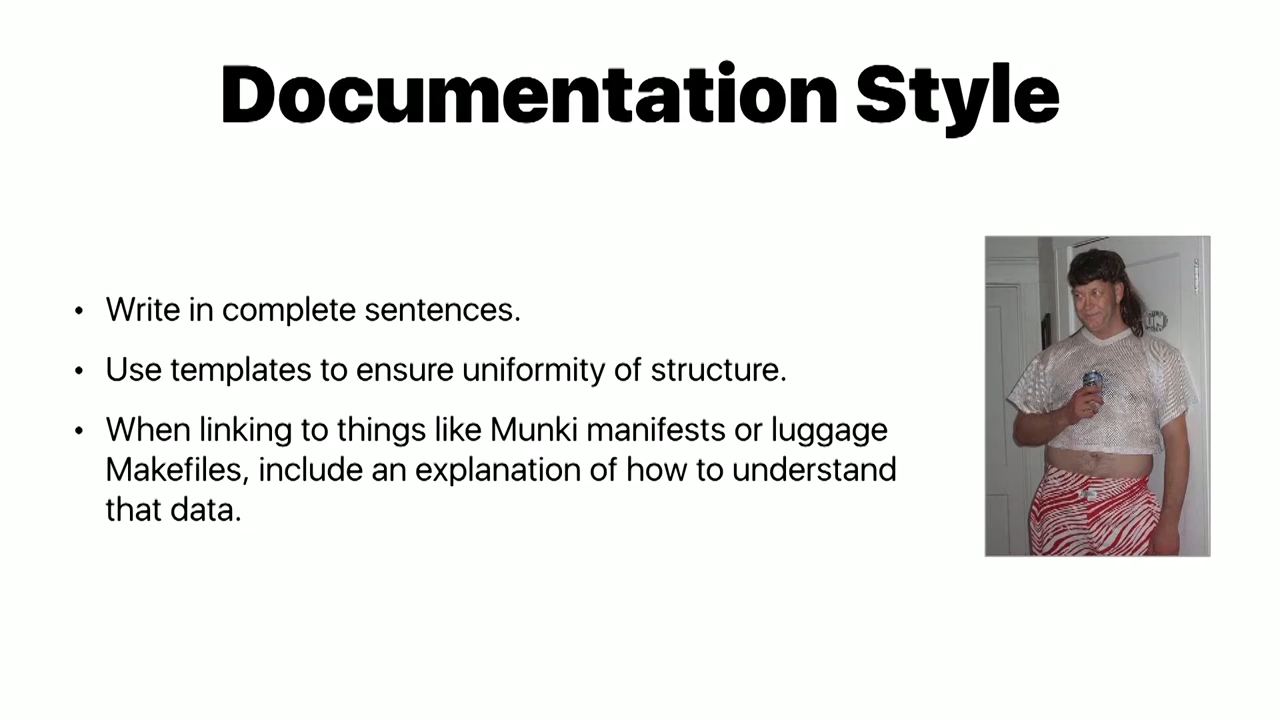 Documentation Style
• Write in complete sentences.
• Use templates to ensure uniformity of structure.
• When linking to things like Munki manifests or luggage
Makefiles, include an explanation of how to understand
that data.